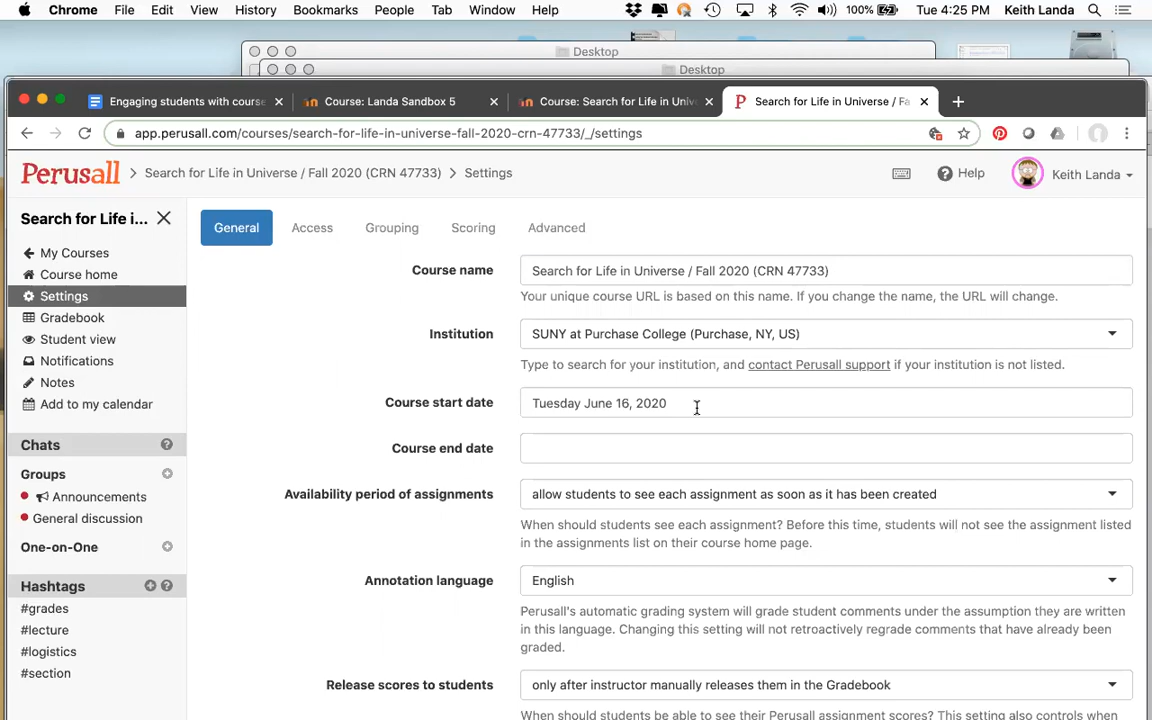 Chrome File Edit View History Bookmarks People Tab Window Help 100% Tue 4:25 PM Keith Landa
Desktop
Desktop
Engaging students with course Course: Landa Sandbox 5 Course: Search for Life in Univ Search for Life in Universe / Fa
app.perusall.com/courses/search-for-life-in-universe-fall-2020-crn-47733/_/settings
Perusall Search for Life in Universe / Fall 2020 (CRN 47733) Settings Help Keith Landa
Search for Life i...
My Courses
Course home
Settings
Gradebook
Student view
Notifications
Notes
Add to my calendar
Chats
Groups
Announcements
General discussion
One-on-One
Hashtags
#grades
#lecture
#logistics
#section
General Access Grouping Scoring Advanced
Course name Search for Life in Universe / Fall 2020 (CRN 47733)
Your unique course URL is based on this name. If you change the name, the URL will change.
Institution SUNY at Purchase College (Purchase, NY, US)
Type to search for your institution, and contact Perusall support if your institution is not listed.
Course start date Tuesday June 16, 2020
Course end date
Availability period of assignments allow students to see each assignment as soon as it has been created
When should students see each assignment? Before this time, students will not see the assignment listed
in the assignments list on their course home page.
Annotation language English
Perusall's automatic grading system will grade student comments under the assumption they are written
in this language. Changing this setting will not retroactively regrade comments that have already been
graded.
Release scores to students only after instructor manually releases them in the Gradebook
When should students be able to see their Perusall assignment scores? This setting also controls when